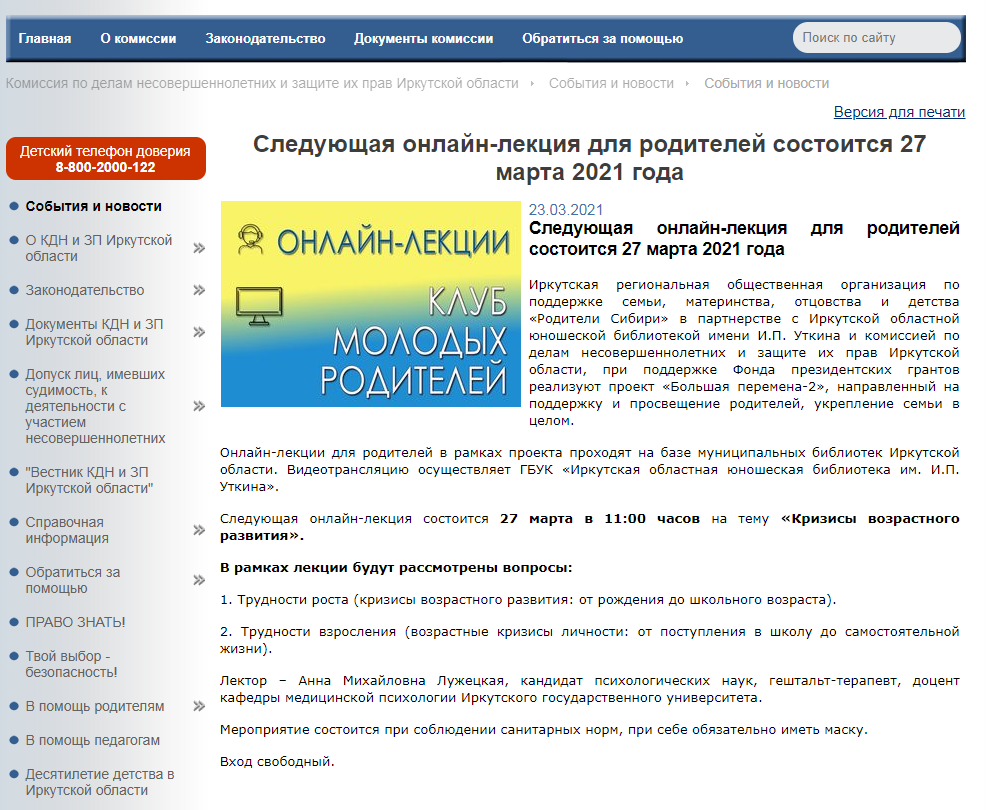 Главная О комиссии Законодательство Документы комиссии Обратиться за помощью Поиск по сайту
Комиссия по делам несовершеннолетних и защите их прав Иркутской области События и новости События и новости
Версия для печати
Детский телефон доверия
8-800-2000-122
События и новости
О КДН и ЗП Иркутской
области
Законодательство
Документы КДН и ЗП
Иркутской области
Допуск лиц, имевших
судимость, к
деятельности с
участием
несовершеннолетних
"Вестник КДН и ЗП
Иркутской области"
Справочная
информация
Обратиться за
помощью
ПРАВО ЗНАТЬ!
Твой выбор -
безопасность!
В помощь родителям
В помощь педагогам
Десятилетие детства в
Иркутской области
Следующая онлайн-лекция для родителей состоится 27
марта 2021 года
ОНЛАЙН-ЛЕКЦИИ
КЛУБ
МОЛОДЫХ
РОДИТЕЛЕЙ
23.03.2021
Следующая онлайн-лекция для родителей
состоится 27 марта 2021 года
Иркутская региональная общественная организация по
поддержке семьи, материнства, отцовства и детства
«Родители Сибири» в партнерстве с Иркутской областной
юношеской библиотекой имени И.П. Уткина и комиссией по
делам несовершеннолетних и защите их прав Иркутской
области, при поддержке Фонда президентских грантов
реализуют проект «Большая перемена-2», направленный на
поддержку и просвещение родителей, укрепление семьи в
целом.
Онлайн-лекции для родителей в рамках проекта проходят на базе муниципальных библиотек Иркутской
области. Видеотрансляцию осуществляет ГБУК «Иркутская областная юношеская библиотека им. И.П.
Уткина».
Следующая онлайн-лекция состоится 27 марта в 11:00 часов на тему «Кризисы возрастного
развития».
В рамках лекции будут рассмотрены вопросы:
1. Трудности роста (кризисы возрастного развития: от рождения до школьного возраста).
2. Трудности взросления (возрастные кризисы личности: от поступления в школу до самостоятельной
жизни).
Лектор – Анна Михайловна Лужецкая, кандидат психологических наук, гештальт-терапевт, доцент
кафедры медицинской психологии Иркутского государственного университета.
Мероприятие состоится при соблюдении санитарных норм, при себе обязательно иметь маску.
Вход свободный.